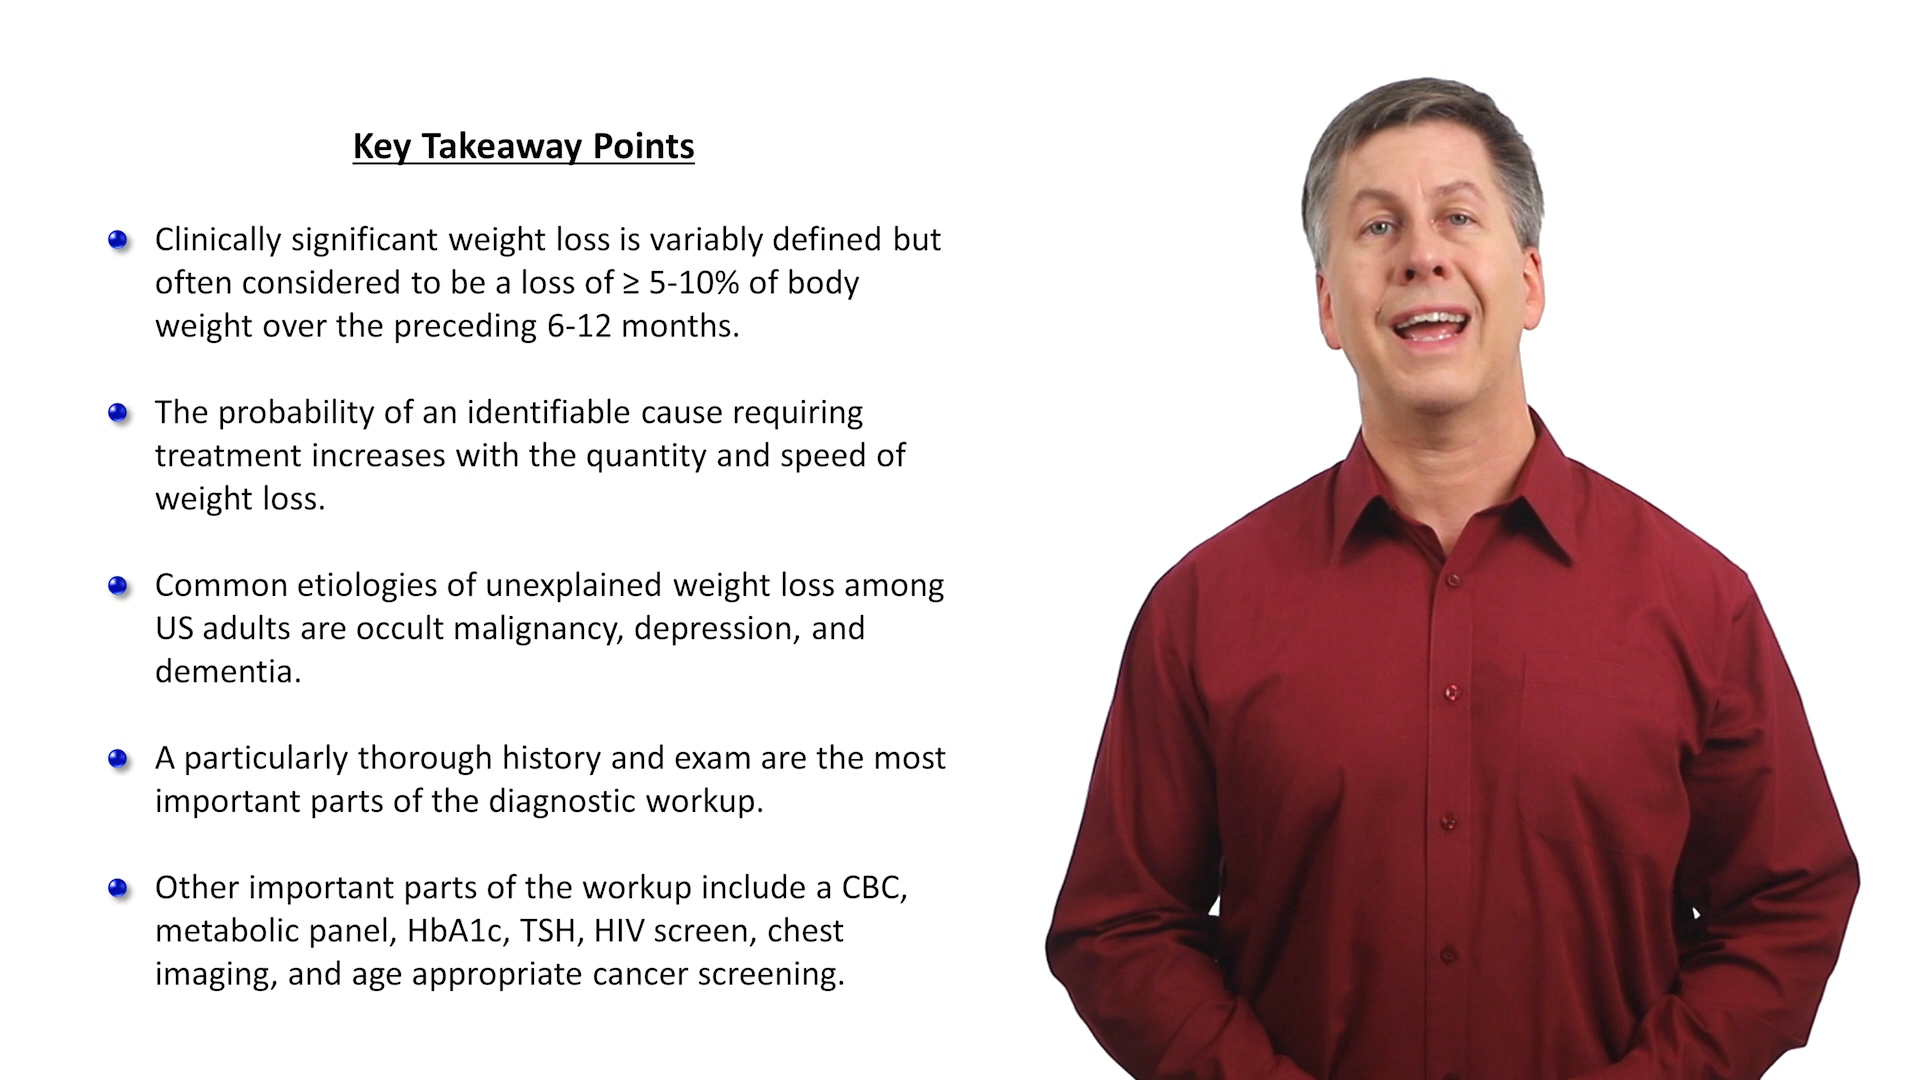 Key Takeaway Points
Clinically significant weight loss is variably defined but
often considered to be a loss of ≥ 5-10% of body
weight over the preceding 6-12 months.
The probability of an identifiable cause requiring
treatment increases with the quantity and speed of
weight loss.
Common etiologies of unexplained weight loss among
US adults are occult malignancy, depression, and
dementia.
A particularly thorough history and exam are the most
important parts of the diagnostic workup.
Other important parts of the workup include a CBC,
metabolic panel, HbA1c, TSH, HIV screen, chest
imaging, and age appropriate cancer screening.